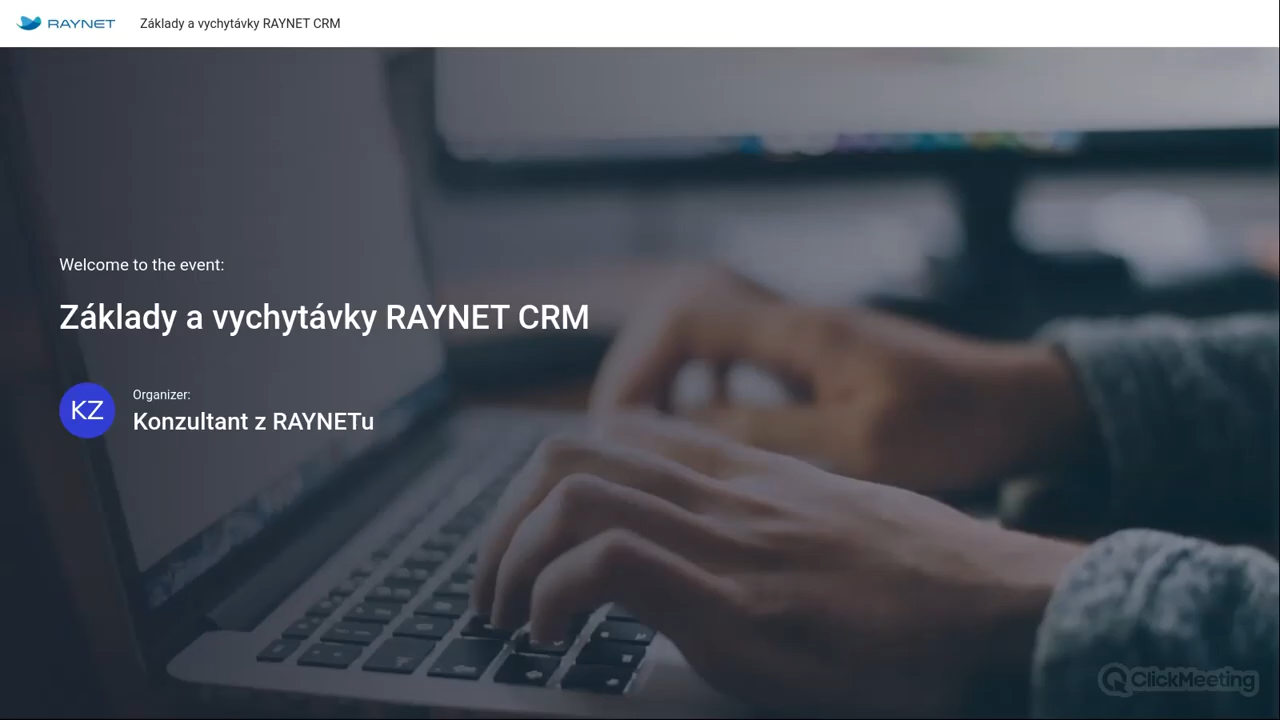 RAYNET
Základy a vychytávky RAYNET CRM
Welcome to the event:
Základy a vychytávky RAYNET CRM
KZ
Organizer:
Konzultant z RAYNETu
ClickMeeting